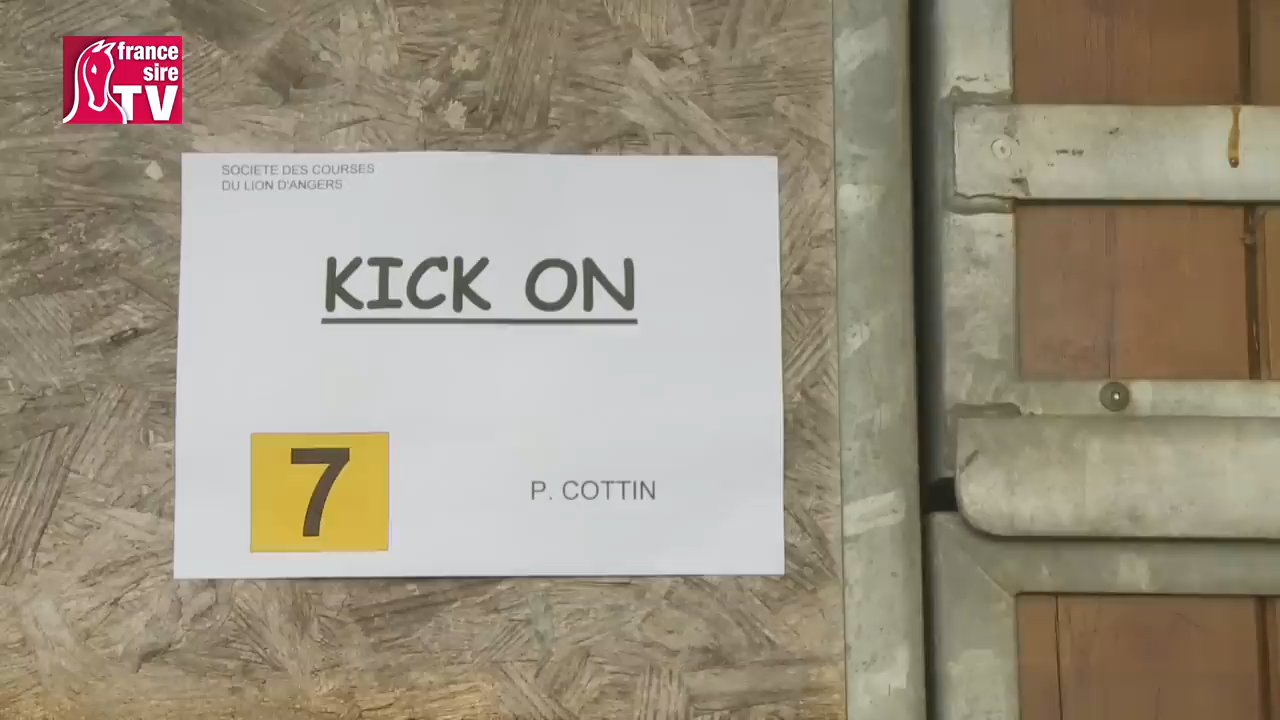 france
sire
TV
SOCIETE DES COURSES
DU LION D'ANGERS
KICK ON
7
P. COTTIN